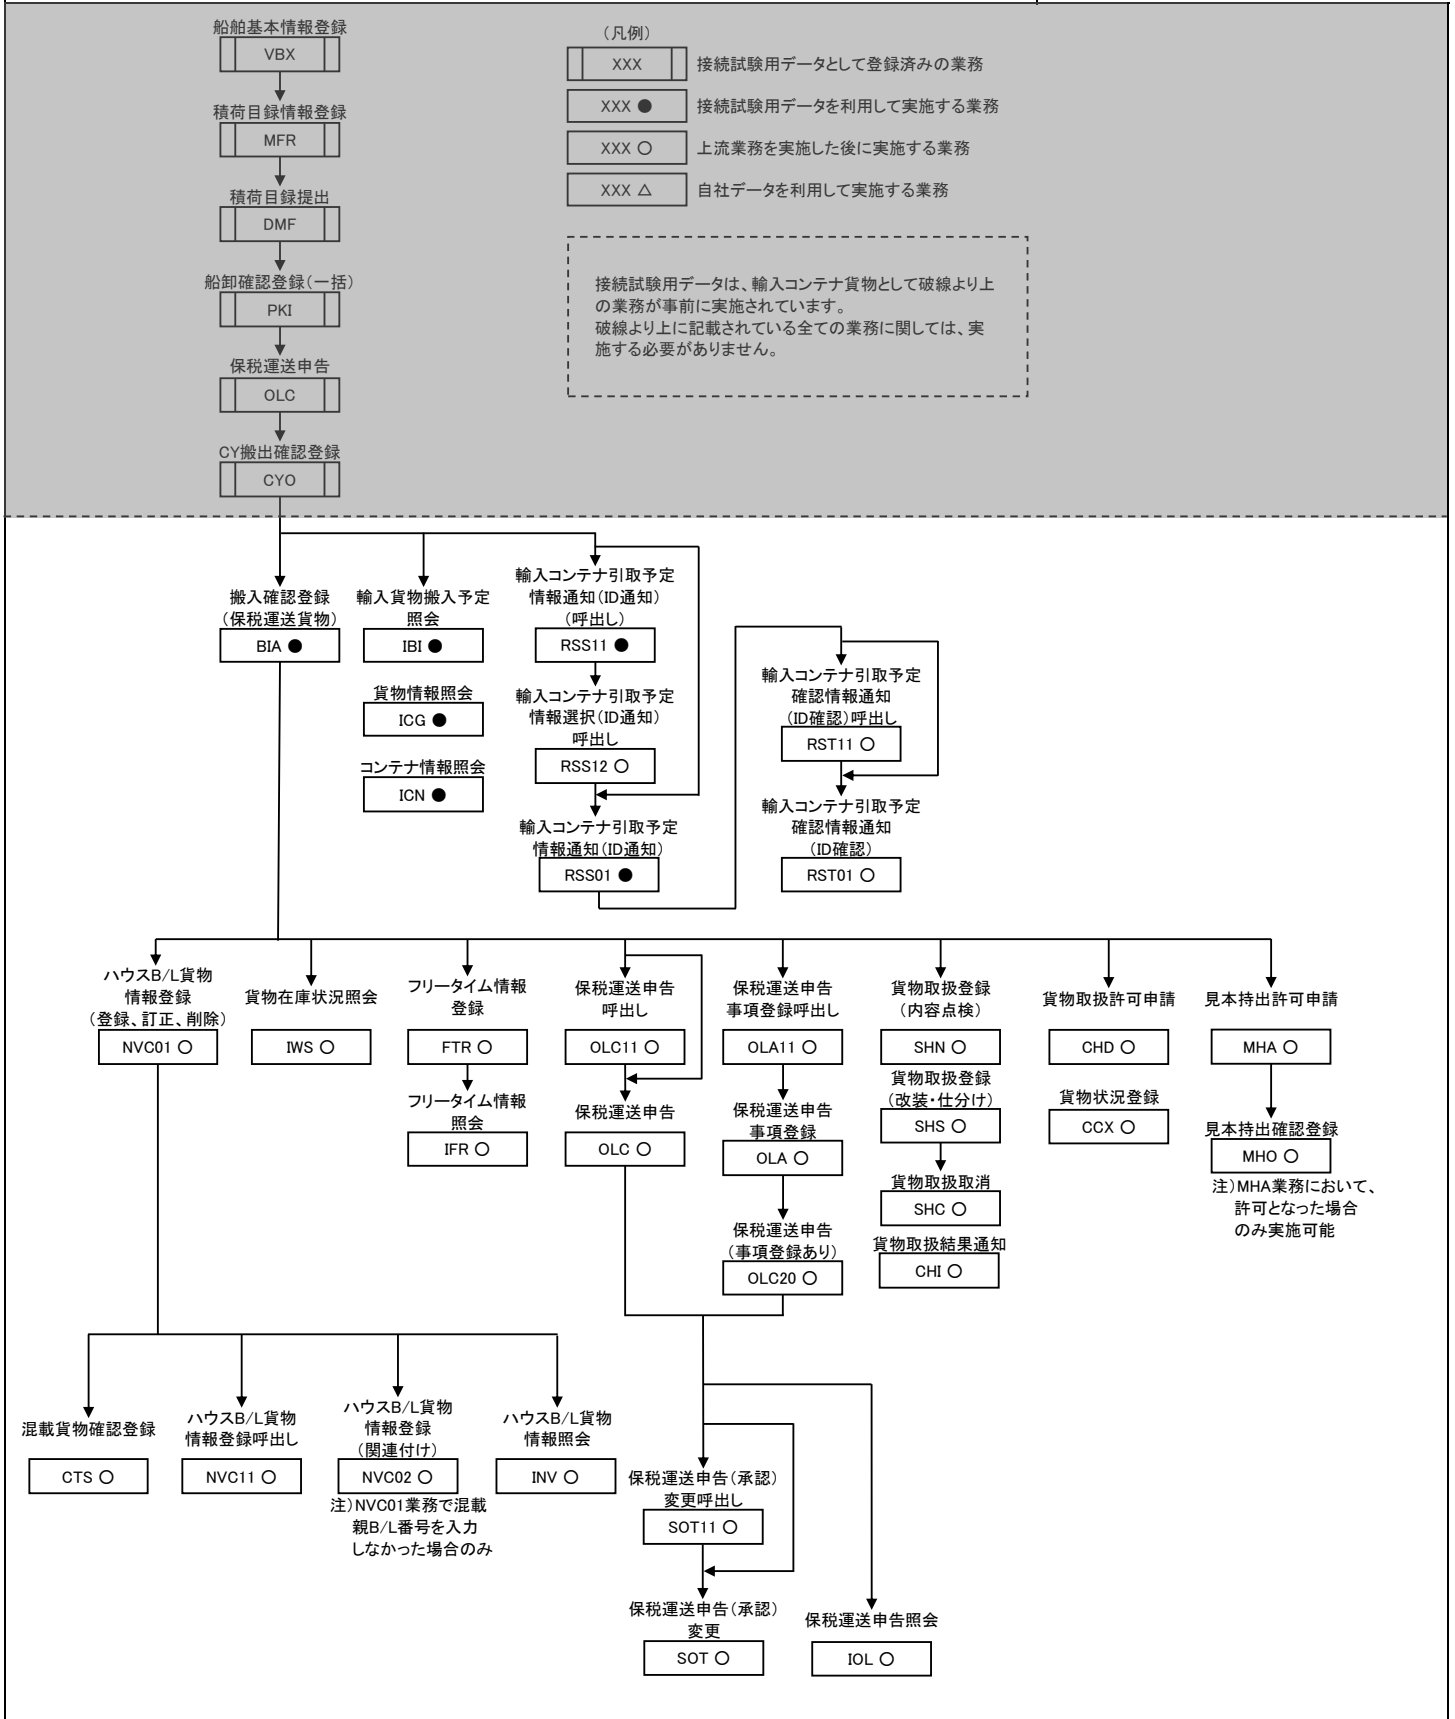 船舶基本情報登録
VBX
積荷目録情報登録
MFR
積荷目録提出
DMF
船卸確認登録(一括)
PKI
保税運送申告
OLC
CY搬出確認登録
CYO
(凡例)
XXX
接続試験用データとして登録済みの業務
XXX ●
接続試験用データを利用して実施する業務
XXX ○
上流業務を実施した後に実施する業務
XXX △
自社データを利用して実施する業務
接続試験用データは、輸入コンテナ貨物として破線より上
の業務が事前に実施されています。
破線より上に記載されている全ての業務に関しては、実
施する必要がありません。
搬入確認登録
(保税運送貨物)
BIA ●
輸入貨物搬入予定
照会
IBI ●
貨物情報照会
ICG ●
コンテナ情報照会
ICN ●
輸入コンテナ引取予定
情報通知(ID通知)
(呼出し)
RSS11 ●
輸入コンテナ引取予定
情報選択(ID通知)
呼出し
RSS12 ○
輸入コンテナ引取予定
情報通知(ID通知)
RSS01 ●
輸入コンテナ引取予定
確認情報通知
(ID確認)呼出し
RST11 ○
輸入コンテナ引取予定
確認情報通知
(ID確認)
RST01 ○
ハウスB/L貨物
情報登録
(登録、訂正、削除)
NVC01 ○
貨物在庫状況照会
IWS ○
フリータイム情報
登録
FTR ○
フリータイム情報
照会
IFR ○
保税運送申告
呼出し
OLC11 ○
保税運送申告
OLC ○
保税運送申告
事項登録呼出し
OLA11 ○
保税運送申告
事項登録
OLA ○
保税運送申告
(事項登録あり)
OLC20 ○
貨物取扱登録
(内容点検)
SHN ○
貨物取扱登録
(改装・仕分け)
SHS ○
貨物取扱取消
SHC ○
貨物取扱結果通知
CHI ○
貨物取扱許可申請
CHD ○
貨物状況登録
CCX ○
見本持出許可申請
MHA ○
見本持出確認登録
MHO ○
注)MHA業務において、
許可となった場合
のみ実施可能
混載貨物確認登録
CTS ○
ハウスB/L貨物
情報登録呼出し
NVC11 ○
ハウスB/L貨物
情報登録
(関連付け)
NVC02 ○
注)NVC01業務で混載
親B/L番号を入力
しなかった場合のみ
ハウスB/L貨物
情報照会
INV ○
保税運送申告(承認)
変更呼出し
SOT11 ○
保税運送申告(承認)
変更
SOT ○
保税運送申告照会
IOL ○